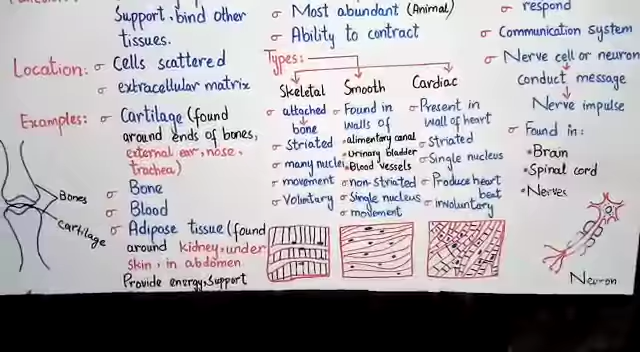 Support, bind other
tissues.
Location: Cells scattered
extracellular matrix
Examples: Cartilage (found
around ends of bones,
external ear, nose,
trachea)
Bone
Blood
Adipose tissue (found
around kidney, under
skin, in abdomen
Provide energy, Support
Bones
Cartilage
Most abundant (Animal)
Ability to contract
Types:
Skeletal
attached
bone
Striated
many nuclei
movement
Voluntary
Smooth
Found in
walls of
alimentary canal
Urinary bladder
Blood vessels
non-striated
Single nucleus
movement
Cardiac
Present in
wall of heart
Striated
Single nucleus
Produce heart
beat
involuntary
respond
Communication system
Nerve cell or neuron
conduct message
Nerve impulse
Found in:
Brain
Spinal cord
Nerves
Neuron